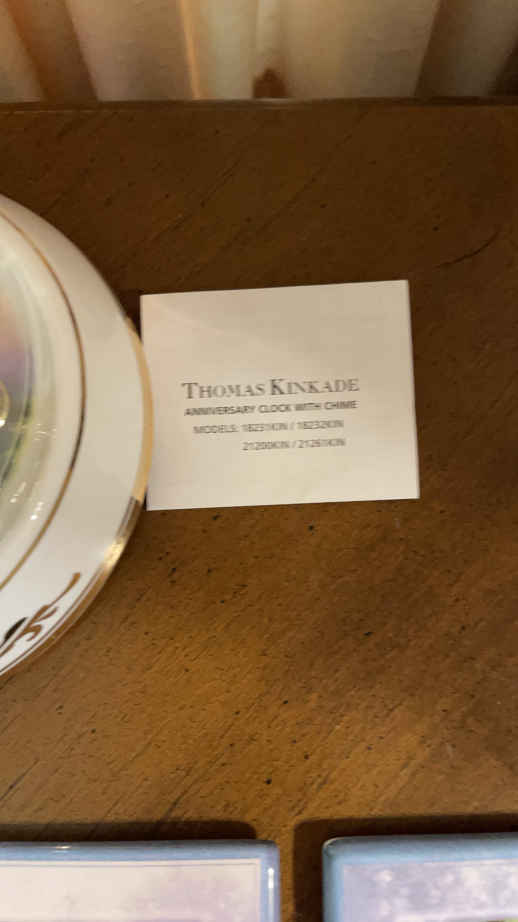 THOMAS KINKADE
ANNIVERSARY CLOCK WITH CHIME
MODELS: 18231KIN / 18232KIN
21200KIN / 21261KIN